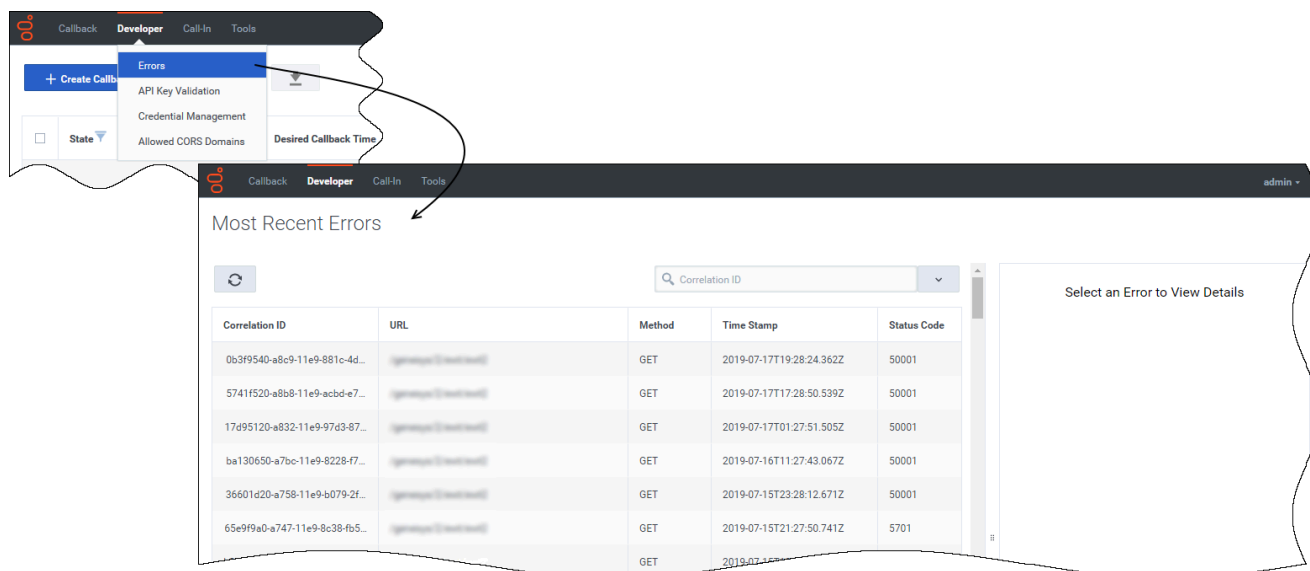 Callback Developer Call-In Tools
Errors
+ Create Callb
API Key Validation
Credential Management
State
Allowed CORS Domains
Desired Callback Time
Callback Developer Call-In Tools admin
Most Recent Errors
Correlation ID
Select an Error to View Details
Correlation ID URL Method Time Stamp Status Code
0b3f9540-a8c9-11e9-881c-4d... GET 2019-07-17T19:28:24.362Z 50001
5741f520-a8b8-11e9-acbd-e7... GET 2019-07-17T17:28:50.539Z 50001
17d95120-a832-11e9-97d3-87... GET 2019-07-17T01:27:51.505Z 50001
ba130650-a7bc-11e9-8228-f7... GET 2019-07-16T11:27:43.067Z 50001
36601d20-a758-11e9-b079-2f... GET 2019-07-15T23:28:12.671Z 50001
65e9f9a0-a747-11e9-8c38-fb5... GET 2019-07-15T21:27:50.741Z 5701
GET